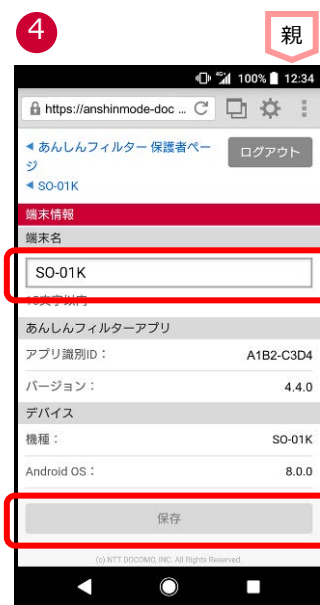 4
親
4G 100% 12:34
https://anshinmode-doc ...
◀ あんしんフィルター 保護者ペー
ジ
ログアウト
◀ SO-01K
端末情報
端末名
SO-01K
あんしんフィルターアプリ
アプリ識別ID: A1B2-C3D4
バージョン: 4.4.0
デバイス
機種: SO-01K
Android OS: 8.0.0
保存
(c) NTT DOCOMO, INC. All Rights Reserved.